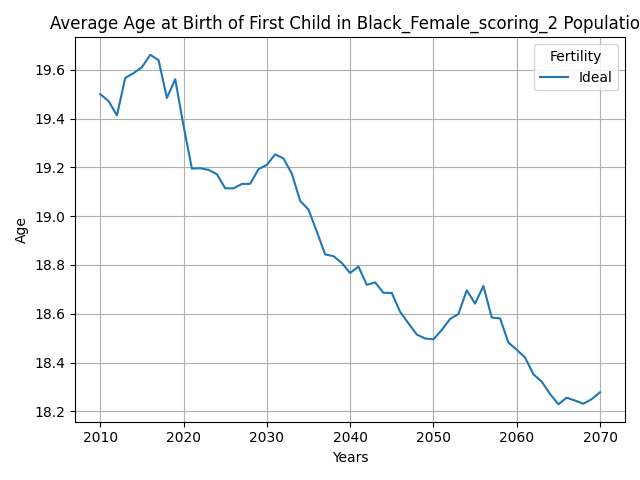 Average Age at Birth of First Child in Black_Female_scoring_2 Populatio
Fertility
Ideal
19.6
19.4
19.2
19.0
18.8
18.6
18.4
18.2
Age
2010 2020 2030 2040 2050 2060 2070
Years